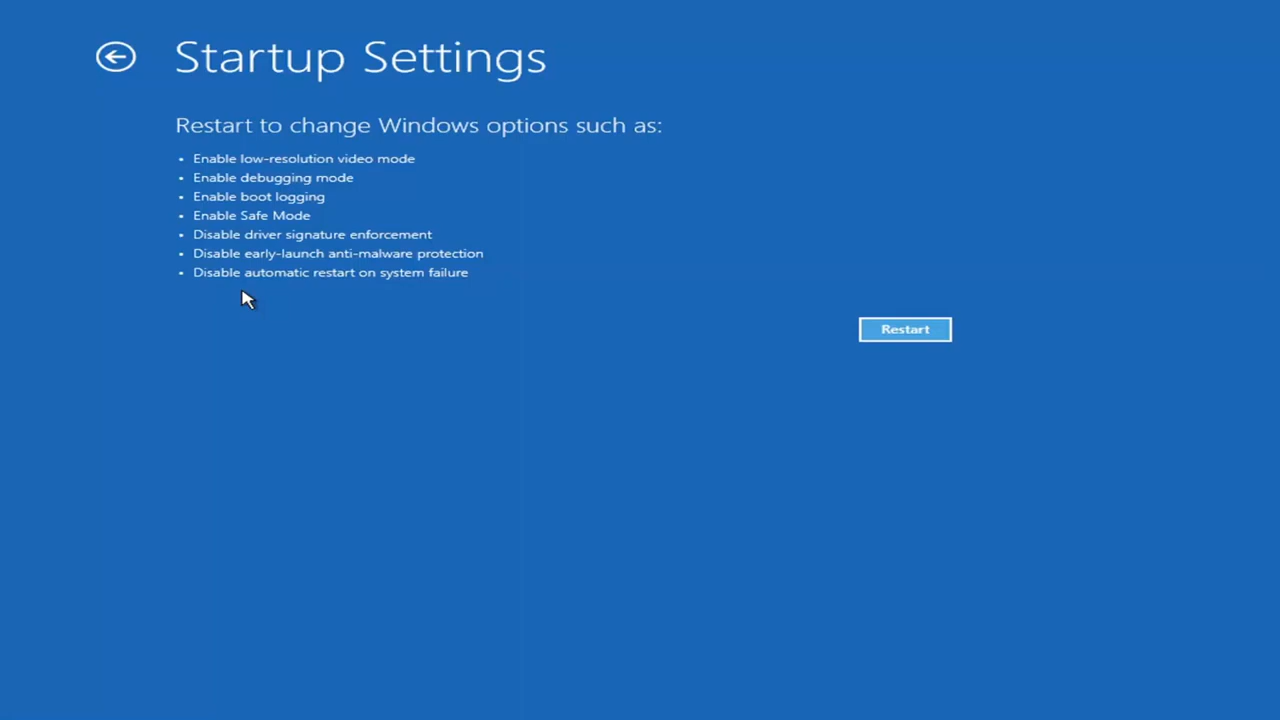 Startup Settings
Restart to change Windows options such as:
• Enable low-resolution video mode
• Enable debugging mode
• Enable boot logging
• Enable Safe Mode
• Disable driver signature enforcement
• Disable early-launch anti-malware protection
• Disable automatic restart on system failure
Restart